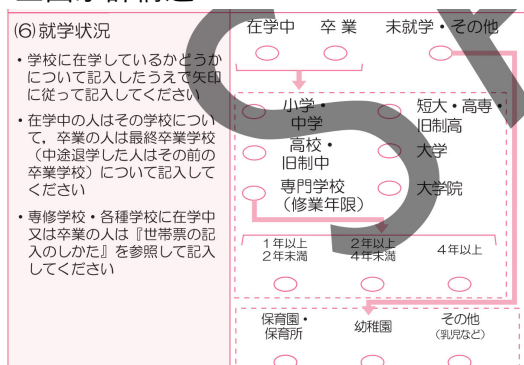 (6)就学状況
・学校に在学しているかどうか
について記入したうえで矢印
に従って記入してください
・在学中の人はその学校につい
て，卒業の人は最終卒業学校
（中途退学した人はその前の
卒業学校）について記入して
ください
・専修学校・各種学校に在学中
又は卒業の人は『世帯票の記
入のしかた』を参照して記入
してください
在学中 卒業 未就学・その他
小学・
中学
短大・高専・
旧制高
高校・
旧制中
大学
専門学校
（修業年限）
大学院
1年以上
2年未満
2年以上
4年未満
4年以上
保育園・
保育所
幼稚園
その他
（乳児など）